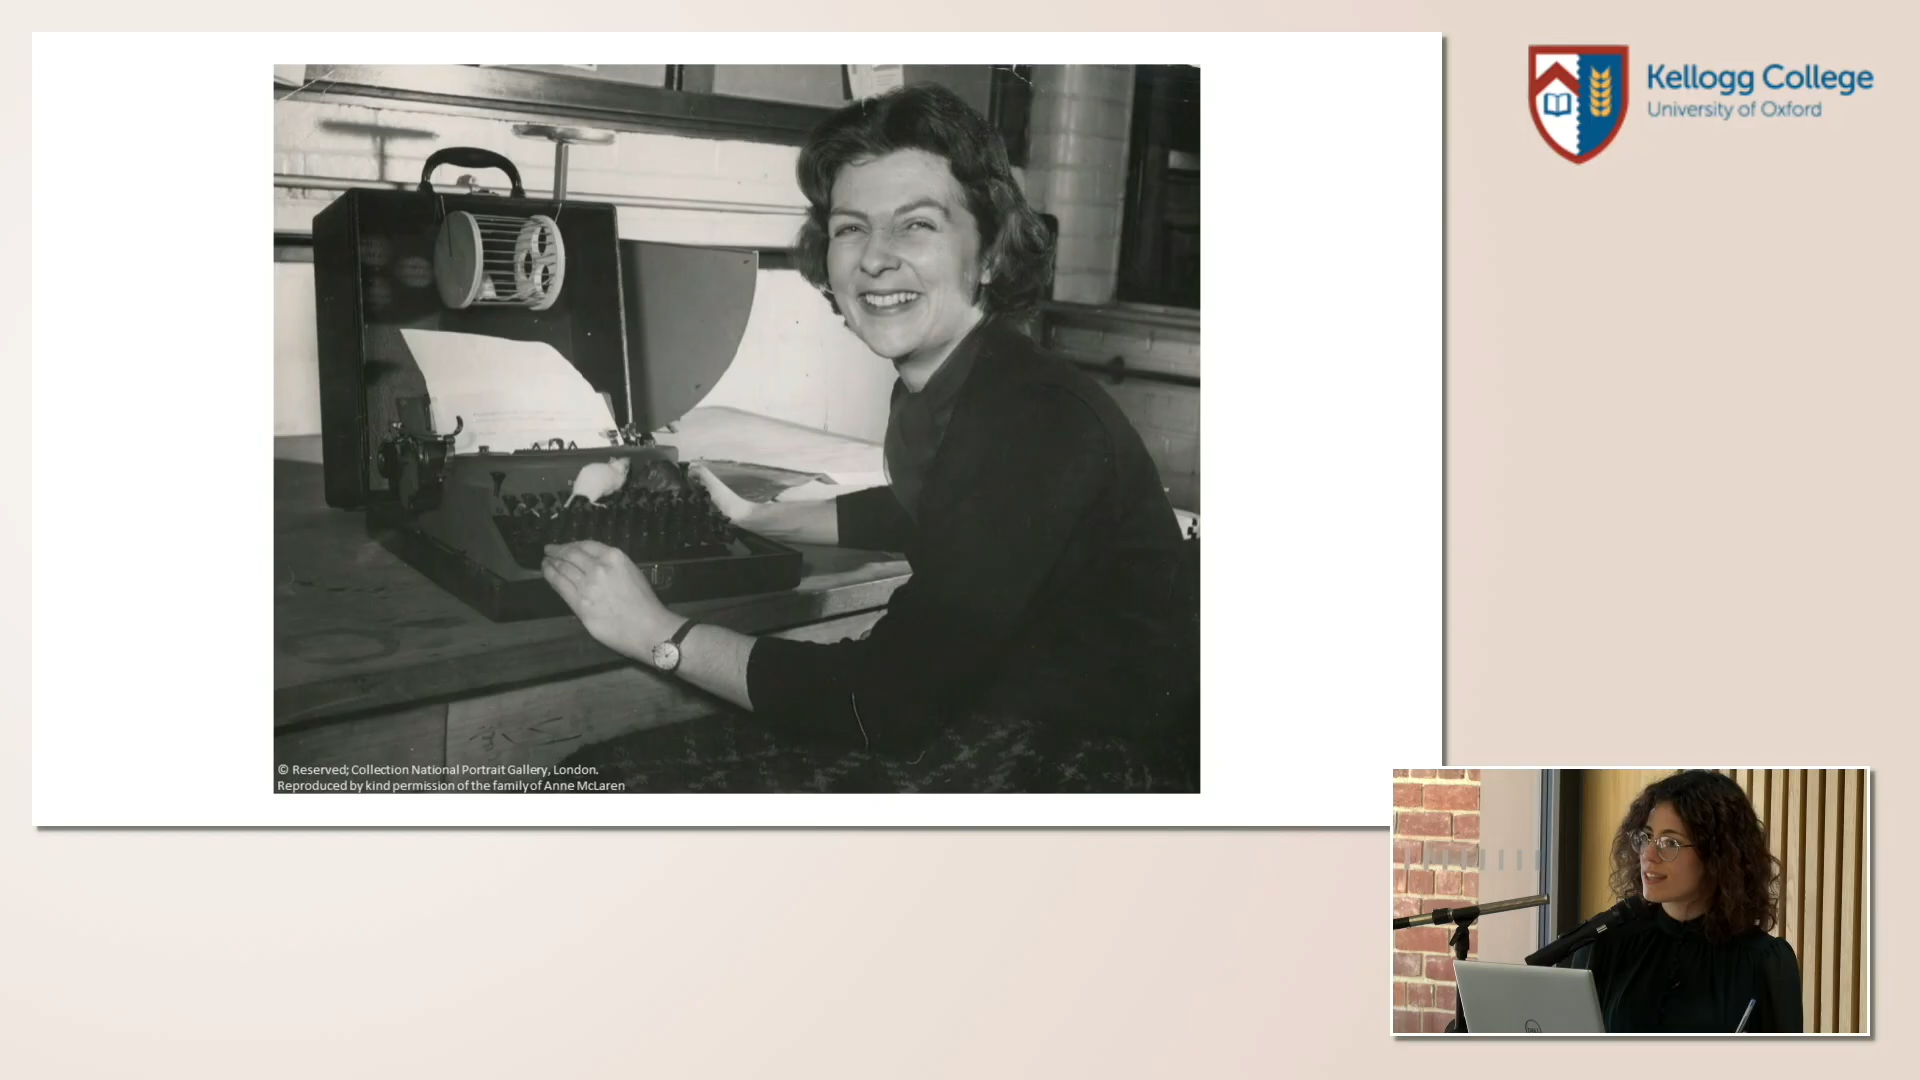 Kellogg College
University of Oxford
© Reserved; Collection National Portrait Gallery, London.
Reproduced by kind permission of the family of Anne McLaren
DELL